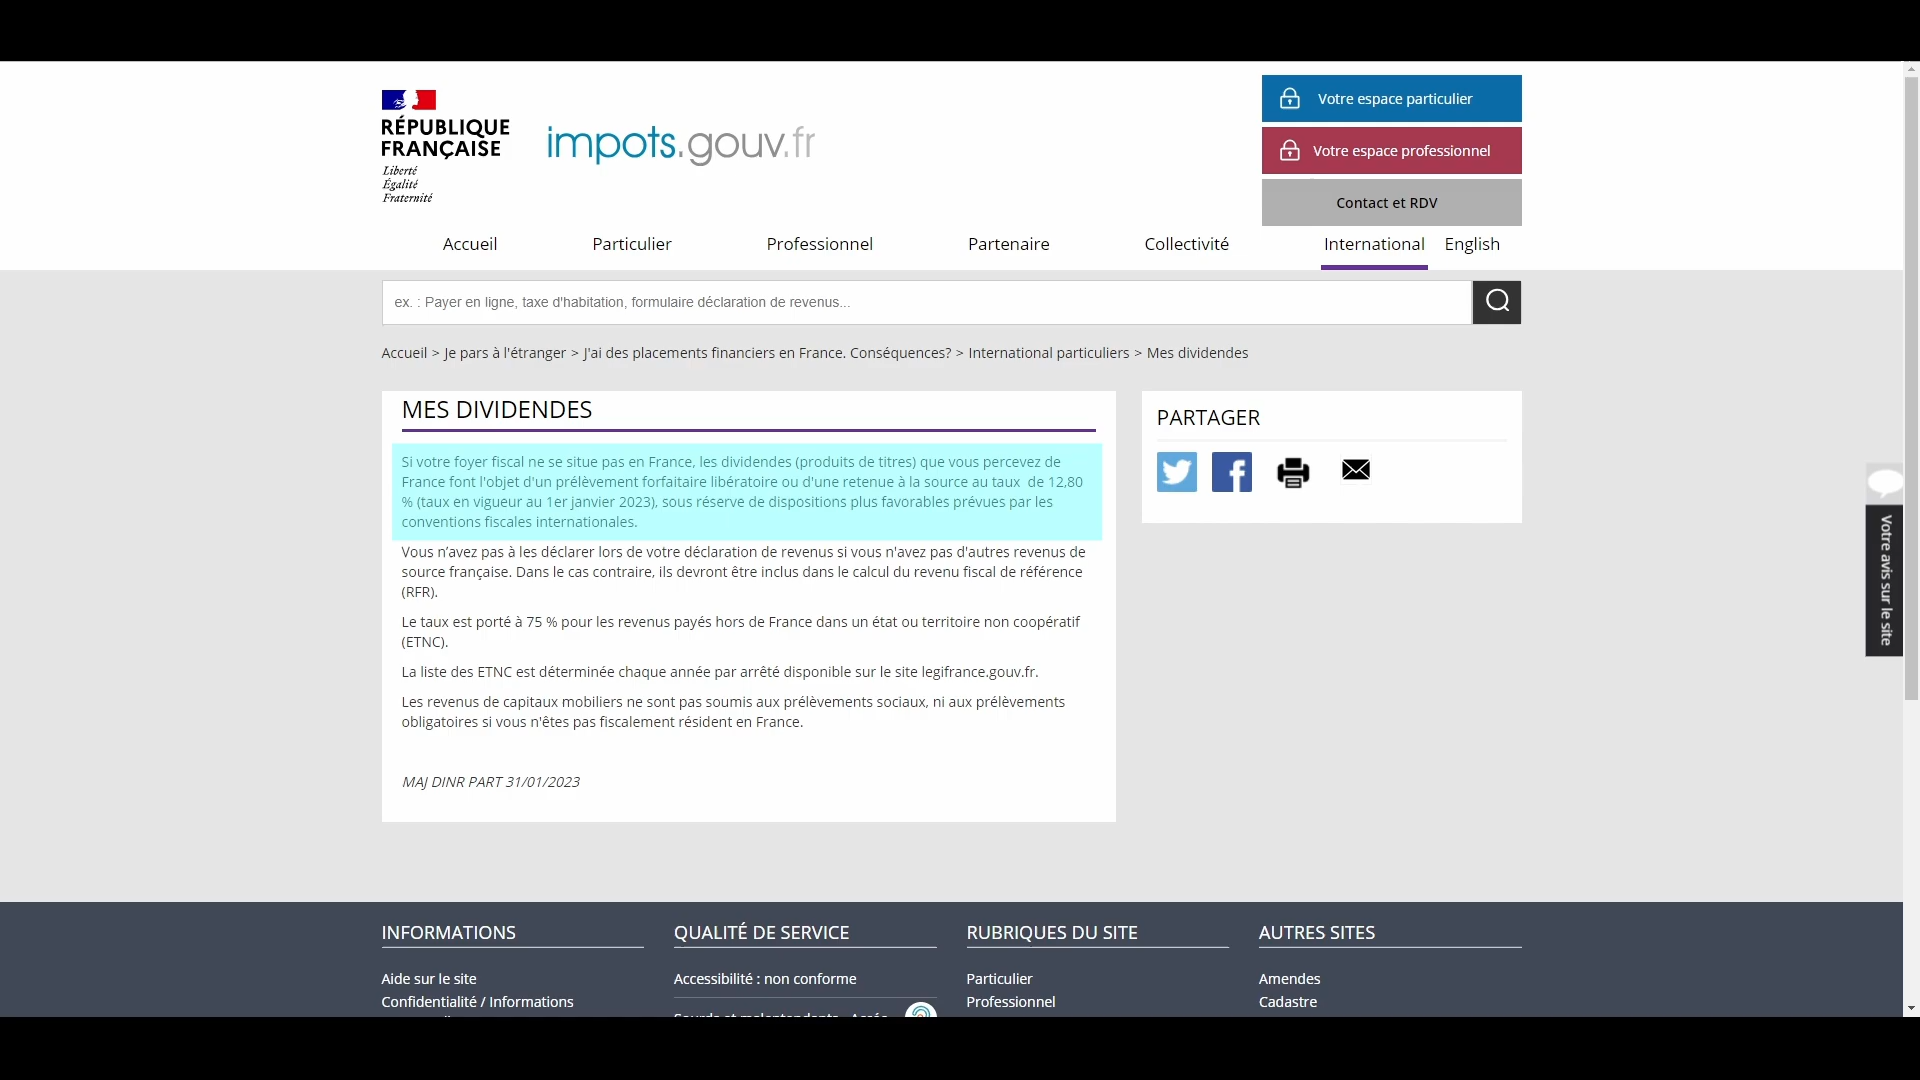 RÉPUBLIQUE
FRANÇAISE
Liberté
Égalité
Fraternité
impots.gouv.fr
Votre espace particulier
Votre espace professionnel
Contact et RDV
Accueil Particulier Professionnel Partenaire Collectivité International English
ex. : Payer en ligne, taxe d'habitation, formulaire déclaration de revenus...
Accueil > Je pars à l'étranger > J'ai des placements financiers en France. Conséquences? > International particuliers > Mes dividendes
MES DIVIDENDES
Si votre foyer fiscal ne se situe pas en France, les dividendes (produits de titres) que vous percevez de
France font l'objet d'un prélèvement forfaitaire libératoire ou d'une retenue à la source au taux  de 12,80
% (taux en vigueur au 1er janvier 2023), sous réserve de dispositions plus favorables prévues par les
conventions fiscales internationales.
Vous n’avez pas à les déclarer lors de votre déclaration de revenus si vous n'avez pas d'autres revenus de
source française. Dans le cas contraire, ils devront être inclus dans le calcul du revenu fiscal de référence
(RFR).
Le taux est porté à 75 % pour les revenus payés hors de France dans un état ou territoire non coopératif
(ETNC).
La liste des ETNC est déterminée chaque année par arrêté disponible sur le site legifrance.gouv.fr.
Les revenus de capitaux mobiliers ne sont pas soumis aux prélèvements sociaux, ni aux prélèvements
obligatoires si vous n'êtes pas fiscalement résident en France.
MAJ DINR PART 31/01/2023
PARTAGER
Votre avis sur le site
INFORMATIONS
Aide sur le site
Confidentialité / Informations
QUALITÉ DE SERVICE
Accessibilité : non conforme
RUBRIQUES DU SITE
Particulier
Professionnel
AUTRES SITES
Amendes
Cadastre